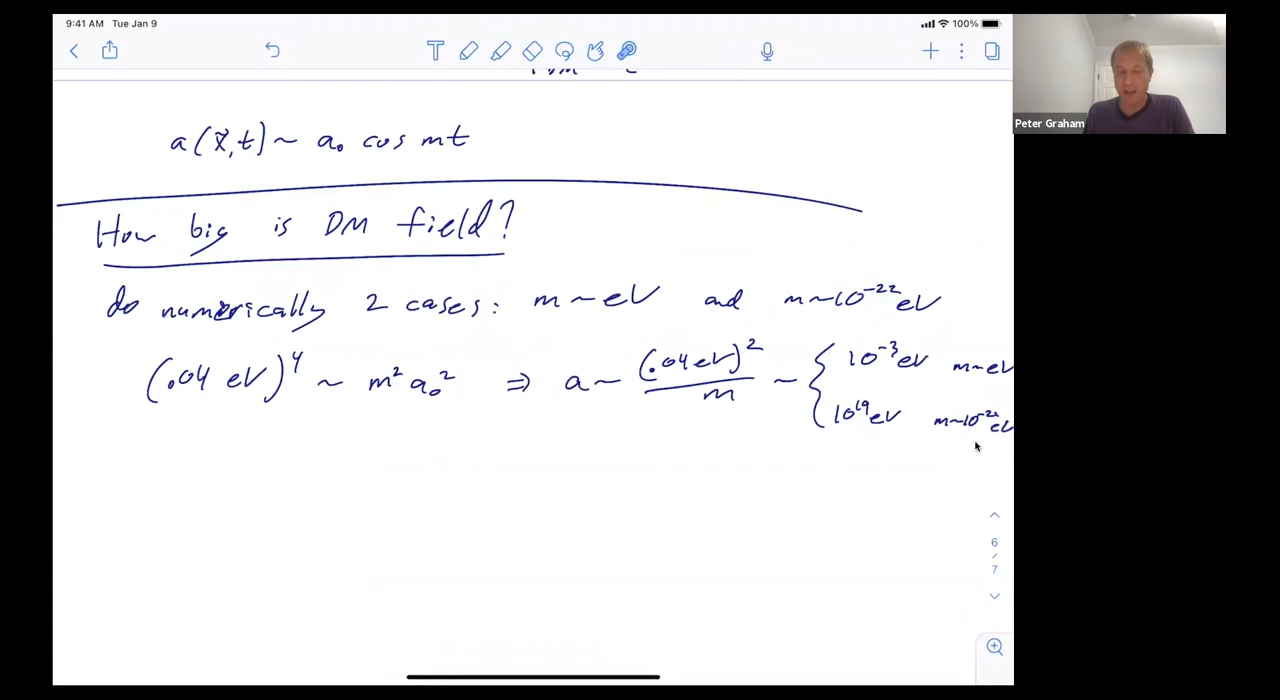 9:41 AM Tue Jan 9
100%
a(x⃗,t) ~ a₀ cos mt
How big is DM field?
do numerically 2 cases: m ~ eV and m ~ 10⁻²² eV
(.04 eV)⁴ ~ m² a₀² ⇒ a ~ (.04 eV)² / m ~ { 10⁻³ eV m~eV
10¹⁹ eV m~10⁻²² eV
6
/
7
Peter Graham